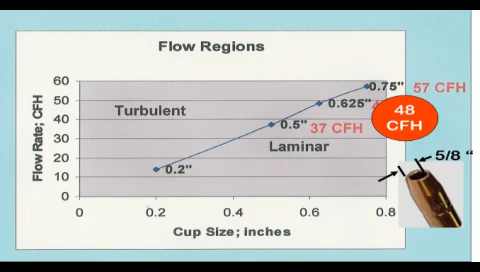 Flow Regions
Flow Rate; CFH
60
50
40
30
20
10
0
Turbulent
Laminar
0.2"
0.5"
37 CFH
0.625"
0.75"
57 CFH
48
CFH
5/8 "
0
0.2
0.4
0.6
0.8
Cup Size; inches